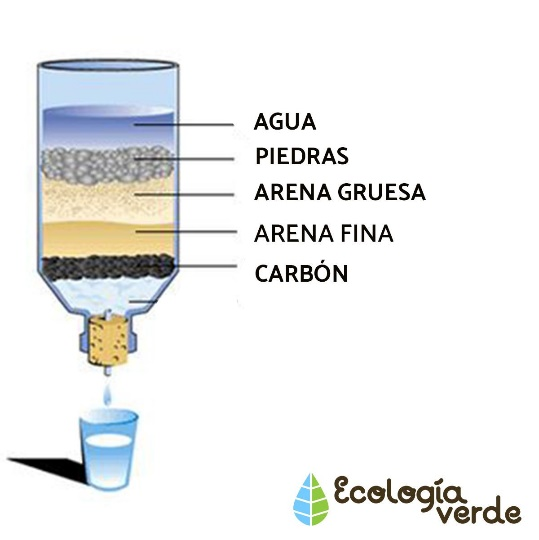 AGUA
PIEDRAS
ARENA GRUESA
ARENA FINA
CARBÓN
Ecología
verde